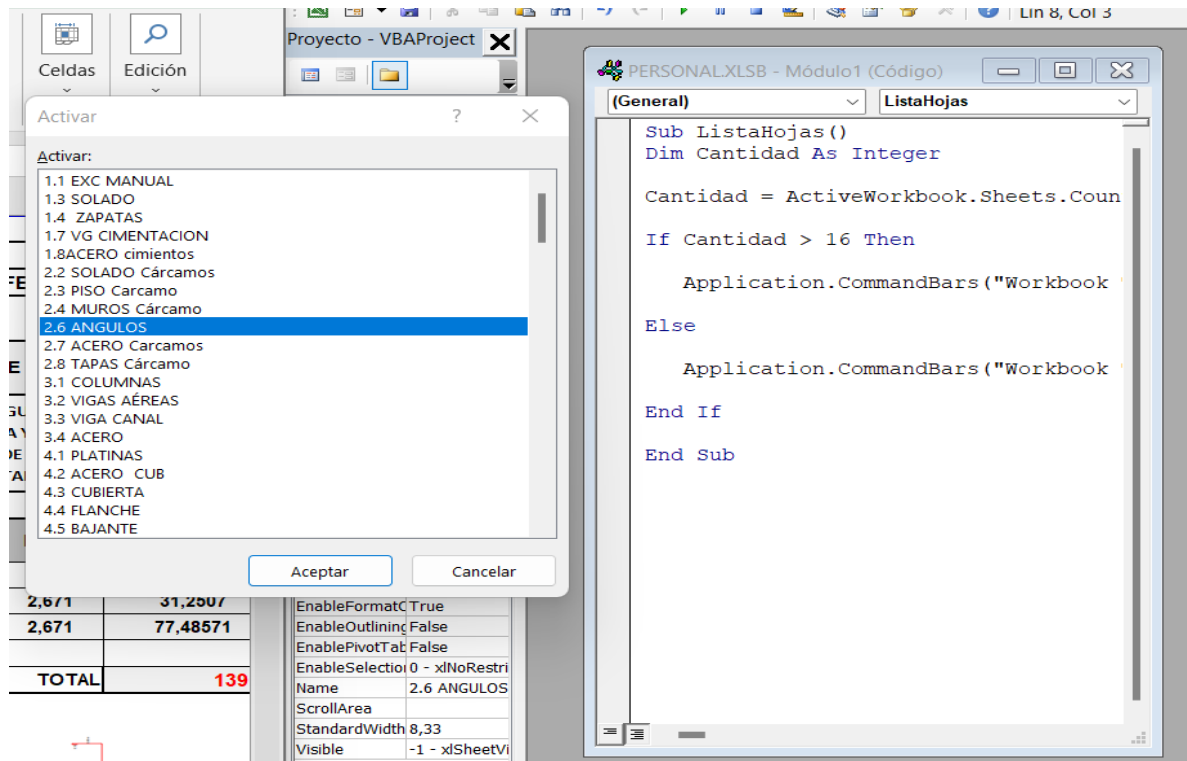 Celdas
Edición
Activar
?
Activar:
1.1 EXC MANUAL
1.3 SOLADO
1.4 ZAPATAS
1.7 VG CIMENTACION
1.8ACERO cimientos
2.2 SOLADO Cárcamos
2.3 PISO Carcamo
2.4 MUROS Cárcamo
2.6 ANGULOS
2.7 ACERO Carcamos
2.8 TAPAS Cárcamo
3.1 COLUMNAS
3.2 VIGAS AÉREAS
3.3 VIGA CANAL
3.4 ACERO
4.1 PLATINAS
4.2 ACERO CUB
4.3 CUBIERTA
4.4 FLANCHE
4.5 BAJANTE
Aceptar
Cancelar
2,671 31,2507
2,671 77,48571
TOTAL 139
Lin 8, Col 3
Proyecto - VBAProject
EnableFormatC True
EnableOutlining False
EnablePivotTab False
EnableSelection 0 - xlNoRestri
Name 2.6 ANGULOS
ScrollArea
StandardWidth 8,33
Visible -1 - xlSheetVi
PERSONAL.XLSB - Módulo1 (Código)
(General)
ListaHojas
Sub ListaHojas()
Dim Cantidad As Integer
Cantidad = ActiveWorkbook.Sheets.Coun
If Cantidad > 16 Then
Application.CommandBars("Workbook
Else
Application.CommandBars("Workbook
End If
End Sub